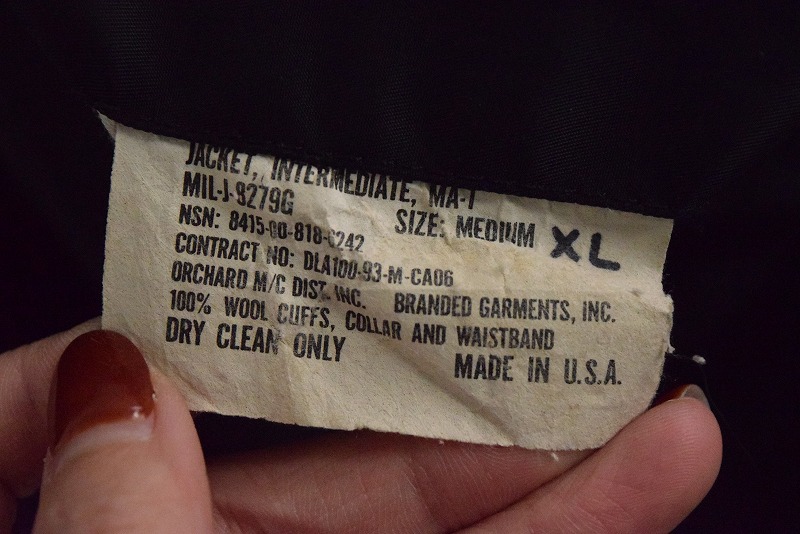 JACKET, INTERMEDIATE, MA-1
MIL-J-8279G
SIZE: MEDIUM XL
NSN: 8415-00-818-6242
CONTRACT NO: DLA100-93-M-CA06
ORCHARD M/C DIST. INC. BRANDED GARMENTS, INC.
100% WOOL CUFFS, COLLAR AND WAISTBAND
DRY CLEAN ONLY
MADE IN U.S.A.